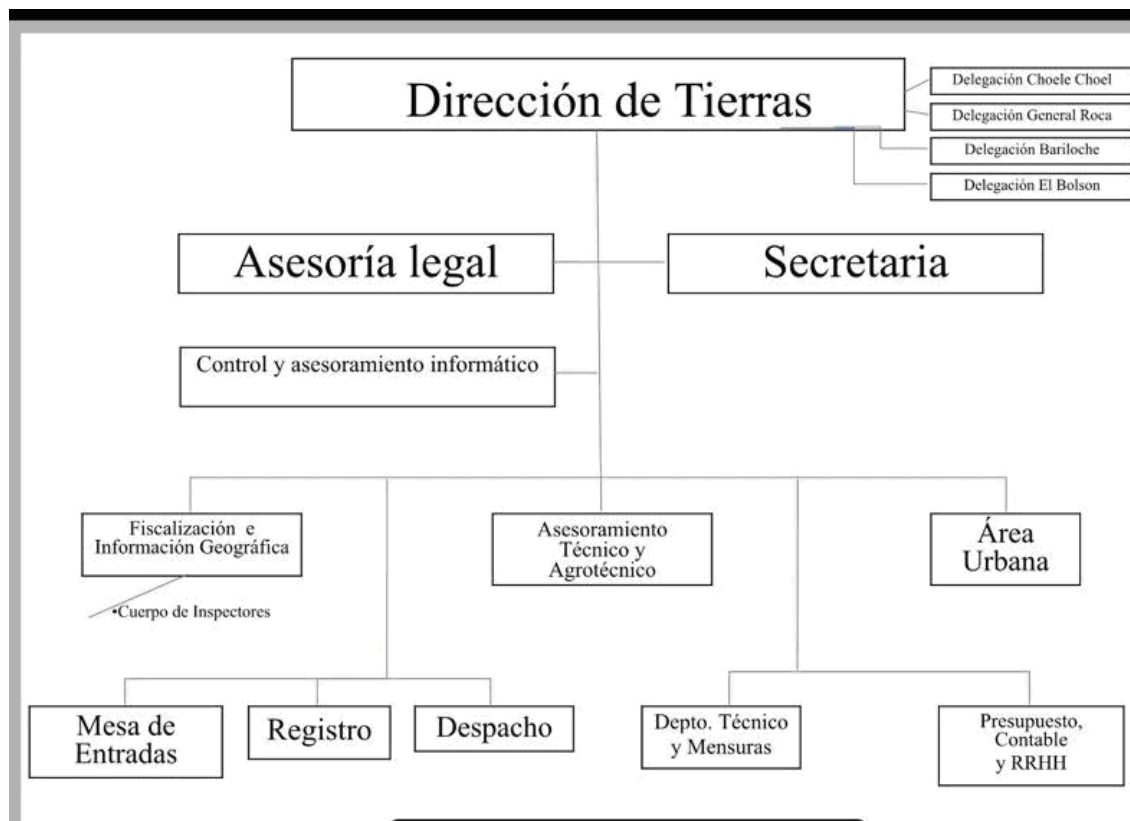 Dirección de Tierras
Delegación Choele Choel
Delegación General Roca
Delegación Bariloche
Delegación El Bolson
Asesoría legal
Secretaria
Control y asesoramiento informático
Fiscalización e
Información Geográfica
•Cuerpo de Inspectores
Asesoramiento
Técnico y
Agrotécnico
Área
Urbana
Mesa de
Entradas
Registro
Despacho
Depto. Técnico
y Mensuras
Presupuesto,
Contable
y RRHH